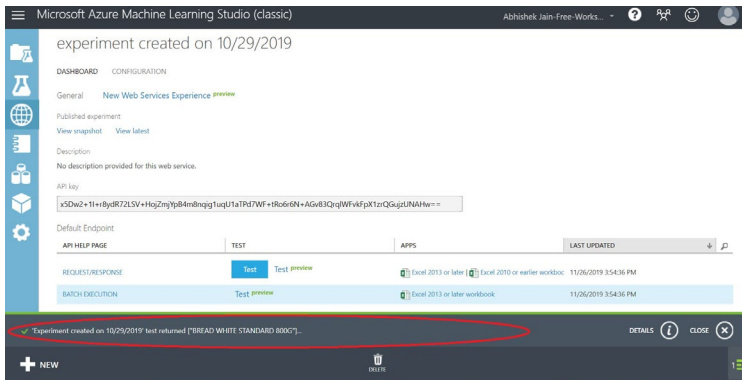 Microsoft Azure Machine Learning Studio (classic)
Abhishek Jain-Free-Works...
experiment created on 10/29/2019
DASHBOARD CONFIGURATION
General New Web Services Experience preview
Published experiment
View snapshot View latest
Description
No description provided for this web service.
API key
x5Dw2+1I+r8ydR72LSV+HojZmjYpB4m8nqig1uqU1aTPd7WF+tRo6r6N+AGv83QrqlWFvkFpX1zrQGujzUNAHw==
Default Endpoint
API HELP PAGE TEST APPS LAST UPDATED
REQUEST/RESPONSE Test Test preview Excel 2013 or later | Excel 2010 or earlier workboc 11/26/2019 3:54:36 PM
BATCH EXECUTION Test preview Excel 2013 or later workbook 11/26/2019 3:54:36 PM
'Experiment created on 10/29/2019' test returned ["BREAD WHITE STANDARD 800G"]...
DETAILS CLOSE
NEW DELETE 1